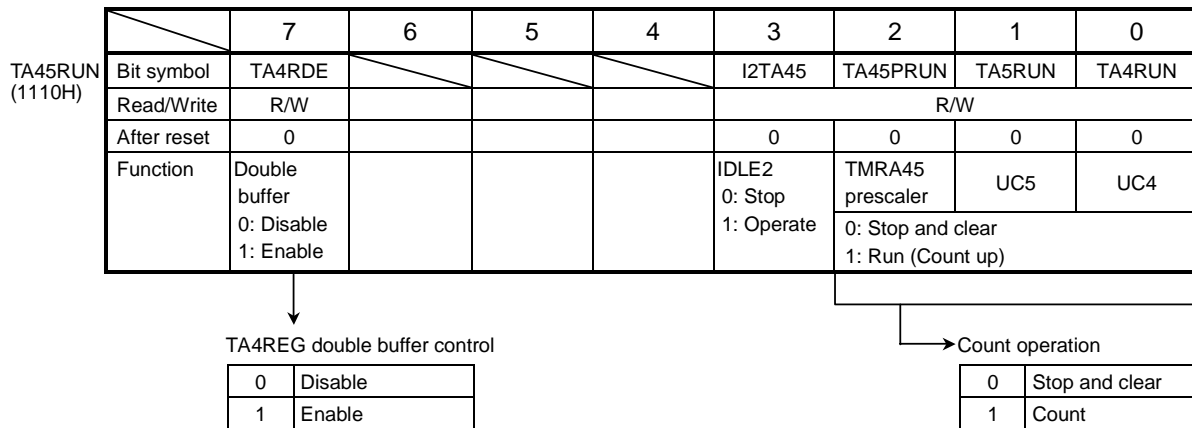 7 6 5 4 3 2 1 0
TA45RUN (1110H)
Bit symbol TA4RDE I2TA45 TA45PRUN TA5RUN TA4RUN
Read/Write R/W R/W
After reset 0 0 0 0 0
Function
Double buffer
0: Disable
1: Enable
IDLE2
0: Stop
1: Operate
TMRA45 prescaler
UC5
UC4
0: Stop and clear
1: Run (Count up)
TA4REG double buffer control
0 Disable
1 Enable
Count operation
0 Stop and clear
1 Count